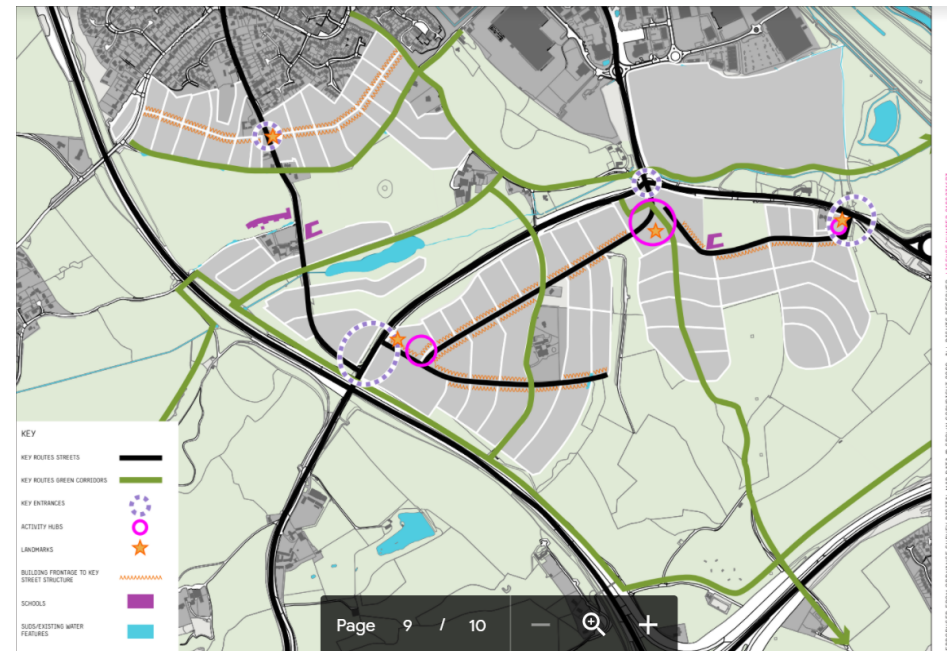 KEY
KEY ROUTES STREETS
KEY ROUTES GREEN CORRIDORS
KEY ENTRANCES
ACTIVITY HUBS
LANDMARKS
BUILDING FRONTAGE TO KEY
STREET STRUCTURE
SCHOOLS
SUDS/EXISTING WATER
FEATURES
Page 9 / 10